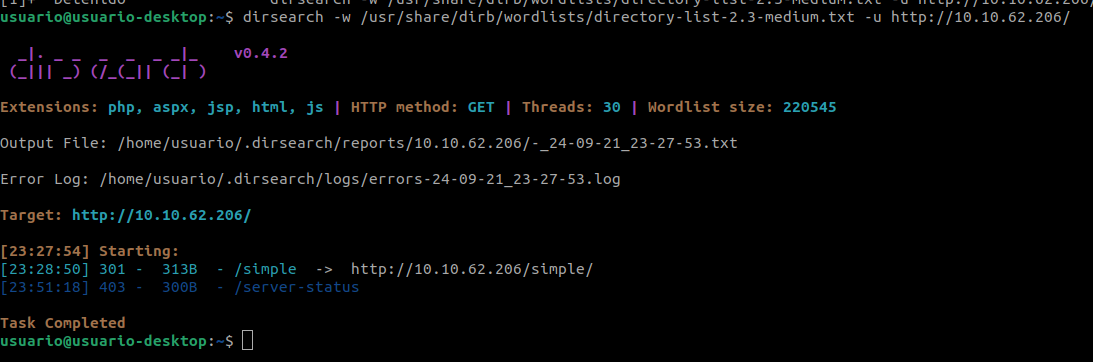 [1]+  Detenido                dirsearch -w /usr/share/dirb/wordlists/directory-list-2.3-medium.txt -u http://10.10.62.206/
usuario@usuario-desktop:~$ dirsearch -w /usr/share/dirb/wordlists/directory-list-2.3-medium.txt -u http://10.10.62.206/
v0.4.2
Extensions: php, aspx, jsp, html, js | HTTP method: GET | Threads: 30 | Wordlist size: 220545
Output File: /home/usuario/.dirsearch/reports/10.10.62.206/-_24-09-21_23-27-53.txt
Error Log: /home/usuario/.dirsearch/logs/errors-24-09-21_23-27-53.log
Target: http://10.10.62.206/
[23:27:54] Starting:
[23:28:50] 301 -  313B  - /simple  ->  http://10.10.62.206/simple/
[23:51:18] 403 -  300B  - /server-status
Task Completed
usuario@usuario-desktop:~$